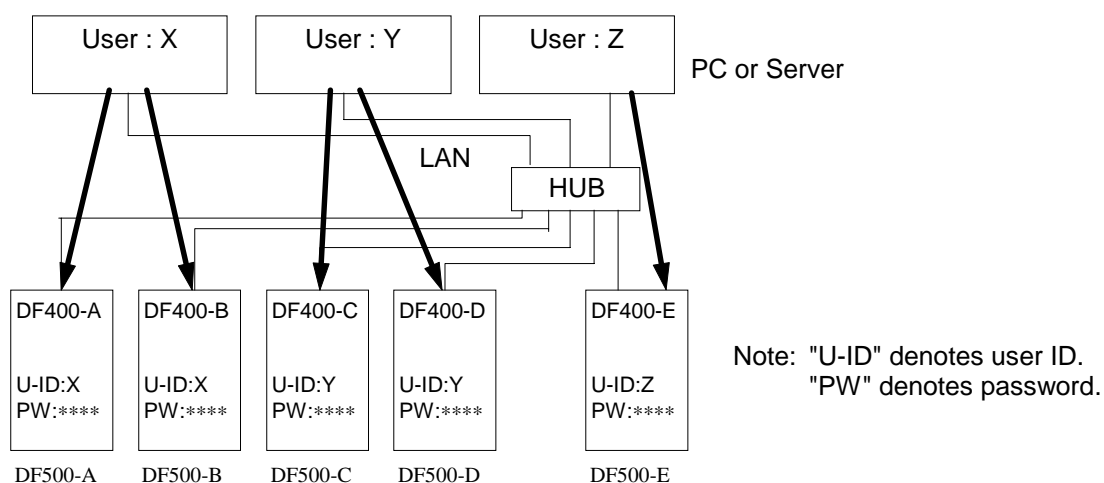 User : X
User : Y
User : Z
PC or Server
LAN
HUB
DF400-A
DF400-B
DF400-C
DF400-D
DF400-E
U-ID:X
PW:****
U-ID:X
PW:****
U-ID:Y
PW:****
U-ID:Y
PW:****
U-ID:Z
PW:****
Note: "U-ID" denotes user ID.
"PW" denotes password.
DF500-A
DF500-B
DF500-C
DF500-D
DF500-E